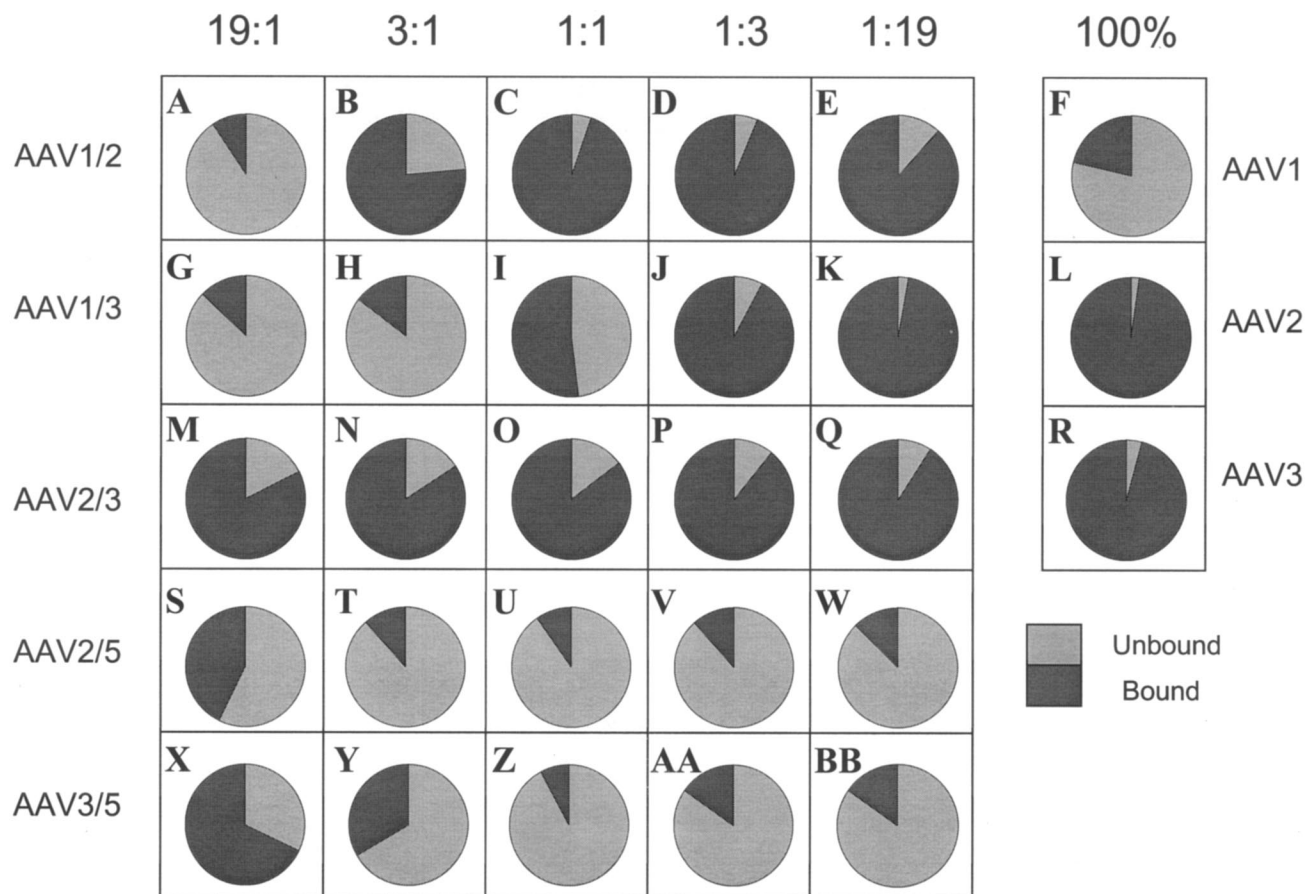 19:1 3:1 1:1 1:3 1:19 100%
A B C D E F
AAV1/2 AAV1
G H I J K L
AAV1/3 AAV2
M N O P Q R
AAV2/3 AAV3
S T U V W
AAV2/5
Unbound
Bound
X Y Z AA BB
AAV3/5